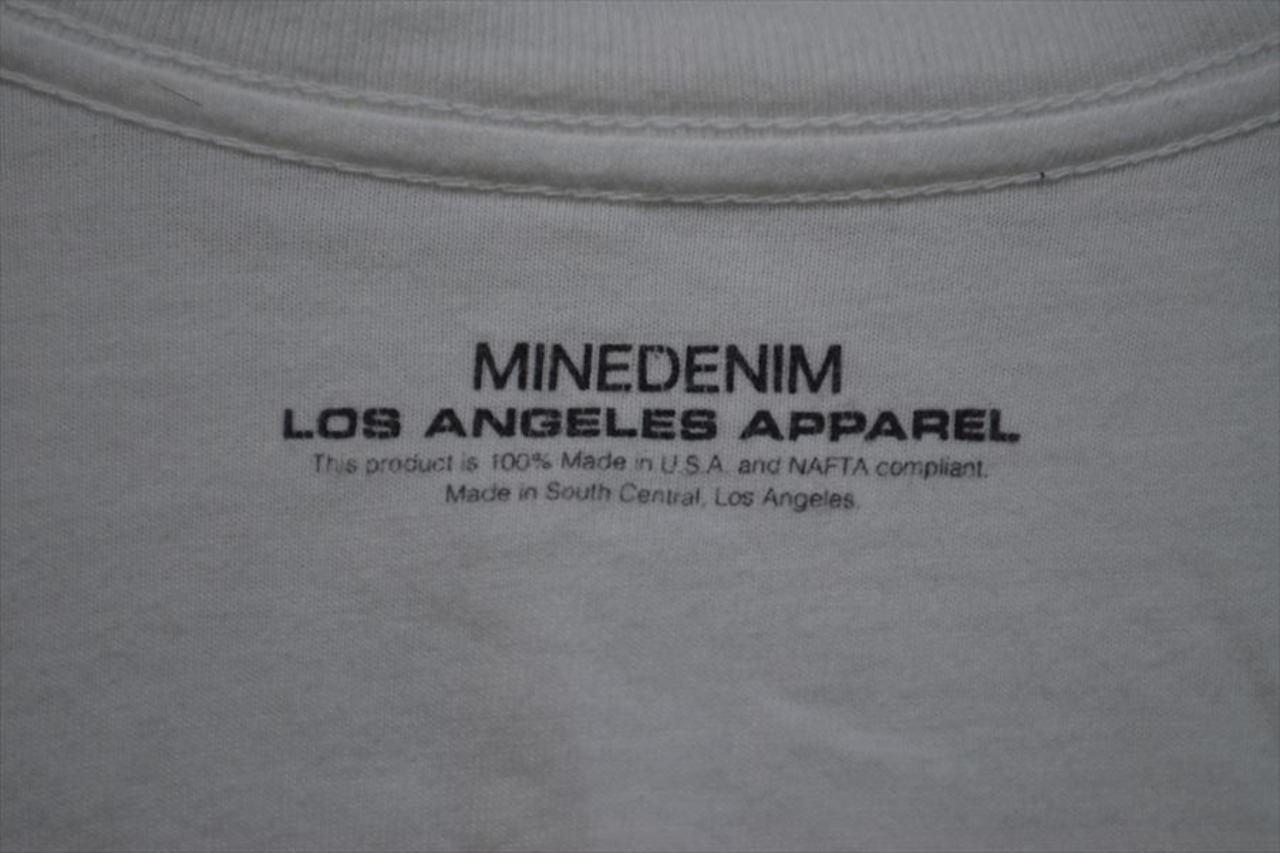 MINEDENIM
LOS ANGELES APPAREL
This product is 100% Made in U.S.A. and NAFTA compliant.
Made in South Central, Los Angeles.